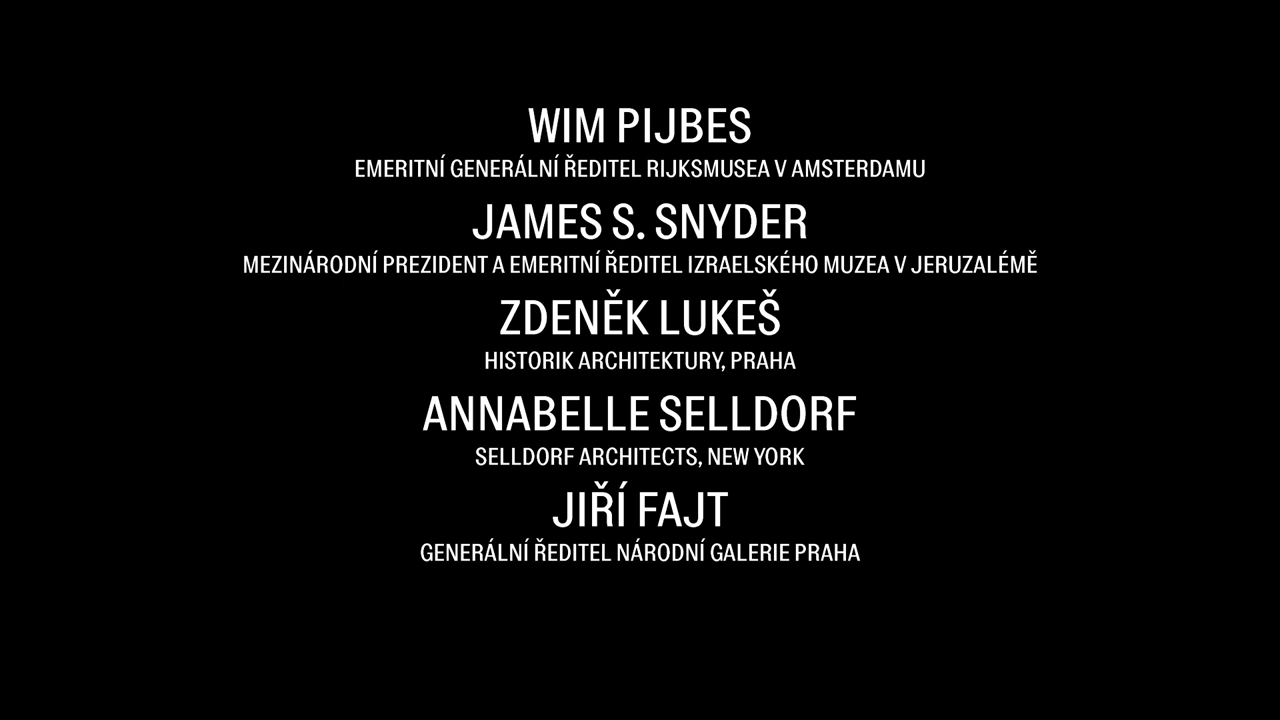 WIM PIJBES
EMERITNÍ GENERÁLNÍ ŘEDITEL RIJKSMUSEA V AMSTERDAMU
JAMES S. SNYDER
MEZINÁRODNÍ PREZIDENT A EMERITNÍ ŘEDITEL IZRAELSKÉHO MUZEA V JERUZALÉMĚ
ZDENĚK LUKEŠ
HISTORIK ARCHITEKTURY, PRAHA
ANNABELLE SELLDORF
SELLDORF ARCHITECTS, NEW YORK
JIŘÍ FAJT
GENERÁLNÍ ŘEDITEL NÁRODNÍ GALERIE PRAHA